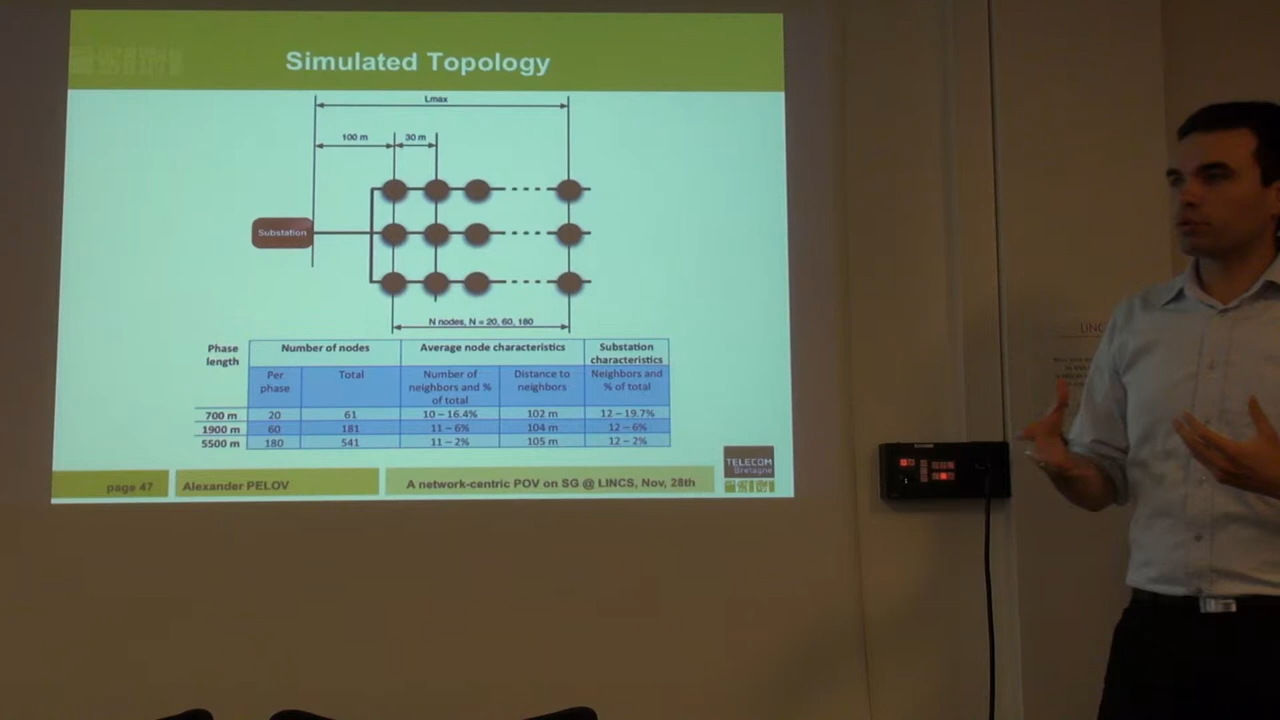 Simulated Topology
Lmax
100 m
30 m
Substation
N nodes, N = 20, 60, 180
Phase length Number of nodes Average node characteristics Substation characteristics
Per phase Total Number of neighbors and % of total Distance to neighbors Neighbors and % of total
700 m 20 61 10 – 16.4% 102 m 12 – 19.7%
1900 m 60 181 11 – 6% 104 m 12 – 6%
5500 m 180 541 11 – 2% 105 m 12 – 2%
TELECOM
Bretagne
page 47 Alexander PELOV A network-centric POV on SG @ LINCS, Nov, 28th